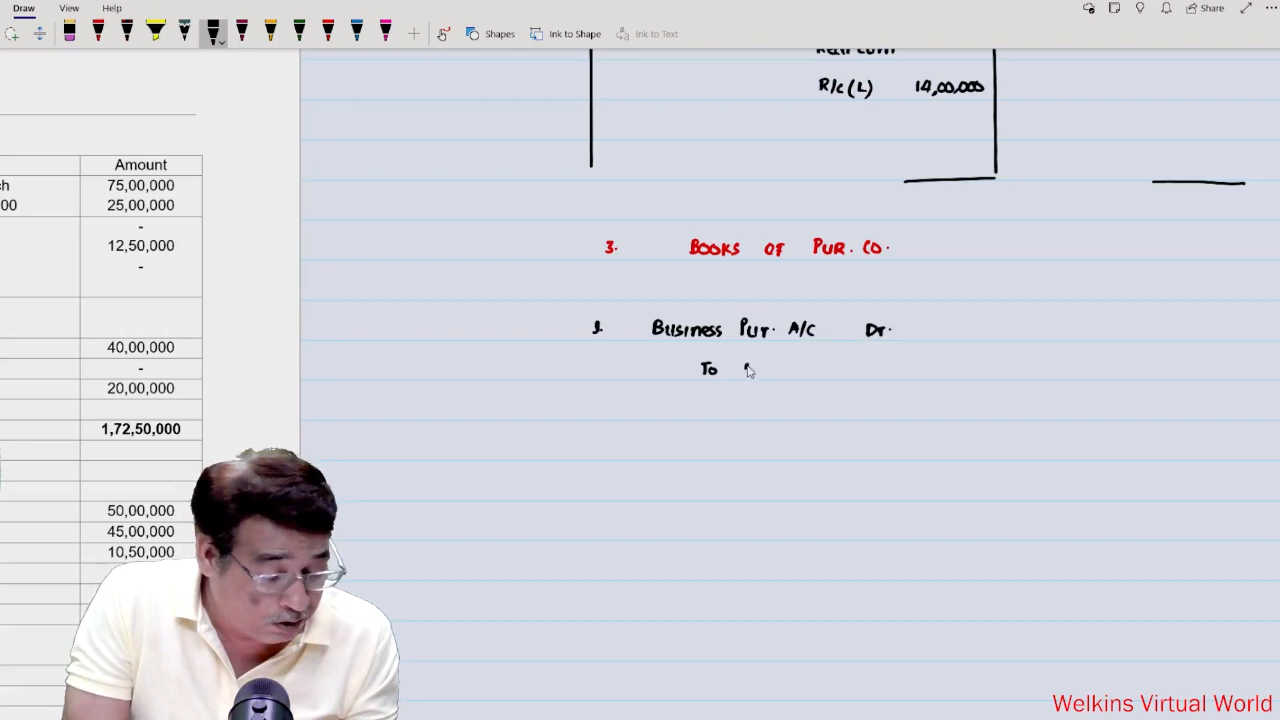 Draw View Help
Share
Shapes Ink to Shape Ink to Text
R/c (L) 14,00,000
Amount
ch 75,00,000
00 25,00,000
-
12,50,000
-
40,00,000
-
20,00,000
1,72,50,000
50,00,000
45,00,000
10,50,000
3. BOOKS OF PUR. CO.
1. Business Pur. A/C Dr.
To
Welkins Virtual World